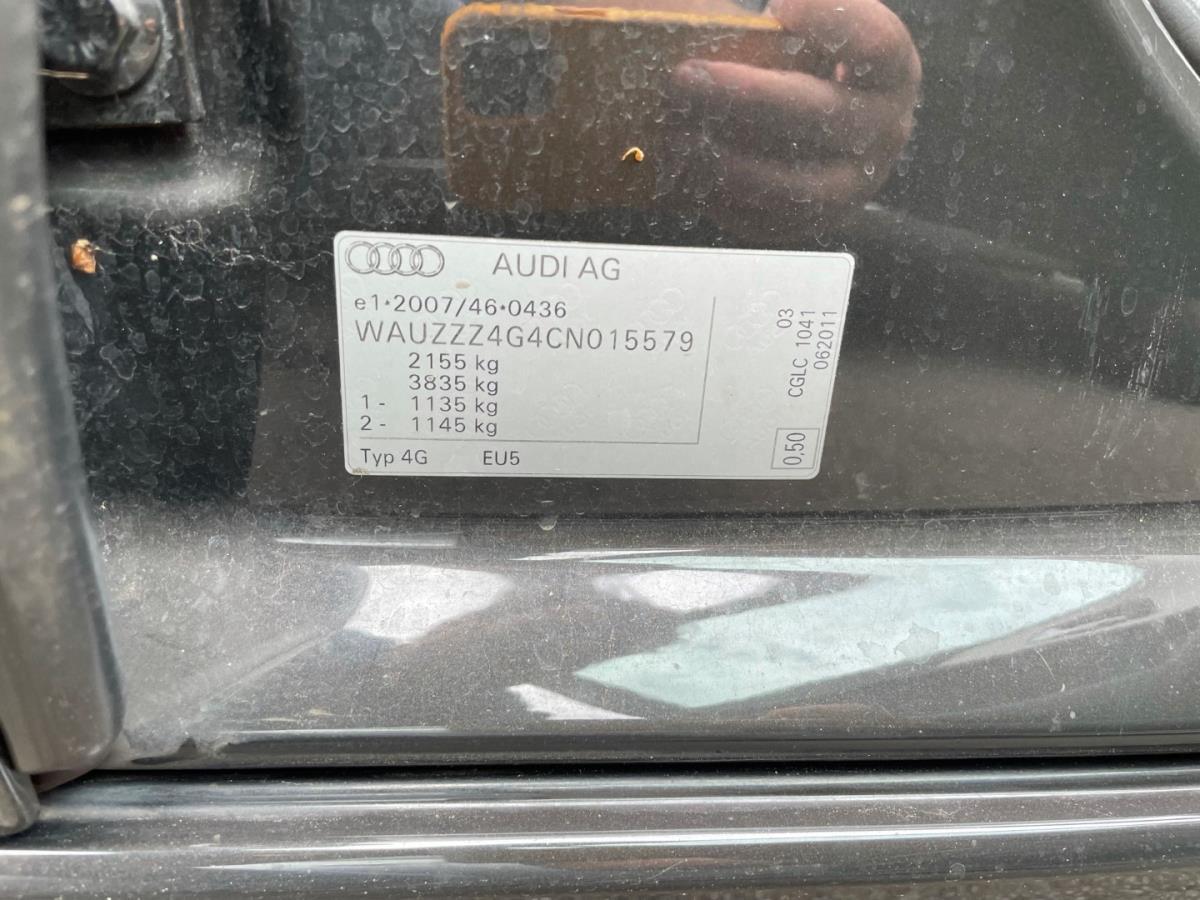 AUDI AG
e1*2007/46*0436
WAUZZZ4G4CN015579
2155 kg
3835 kg
1 - 1135 kg
2 - 1145 kg
Typ 4G EU5
03
CGLC 1041
062011
0,50